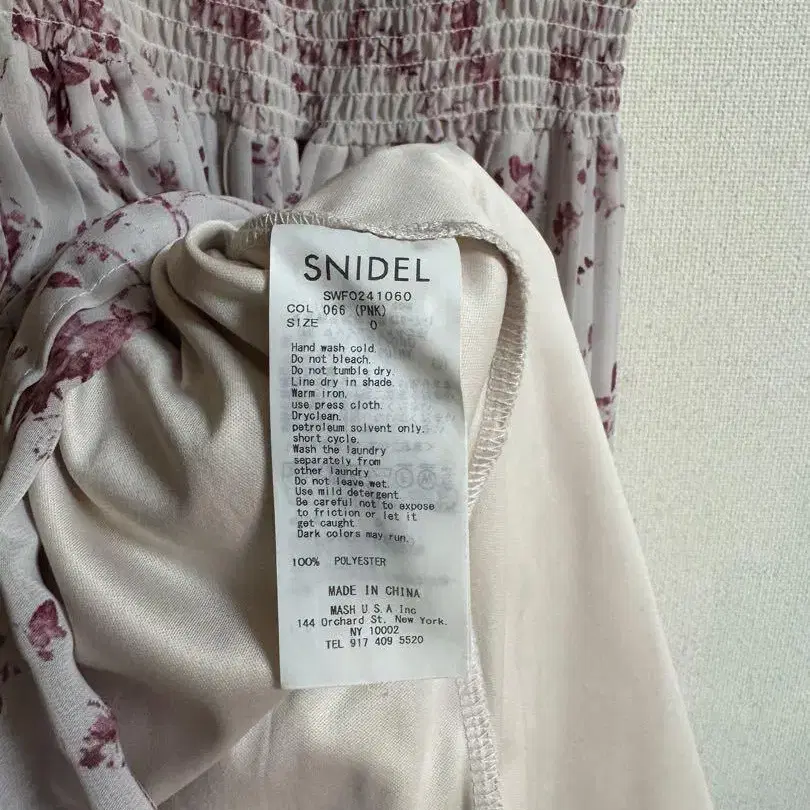 SNIDEL
SWFO241060
COL 066 (PNK)
SIZE 0
Hand wash cold.
Do not bleach.
Do not tumble dry.
Line dry in shade.
Warm iron.
use press cloth.
Dryclean.
petroleum solvent only.
short cycle.
Wash the laundry
separately from
other laundry
Do not leave wet.
Use mild detergent.
Be careful not to expose
to friction or let it
get caught.
Dark colors may run.
100% POLYESTER
MADE IN CHINA
MASH U.S.A Inc
144 Orchard St. New York.
NY 10002
TEL 917 409 5520